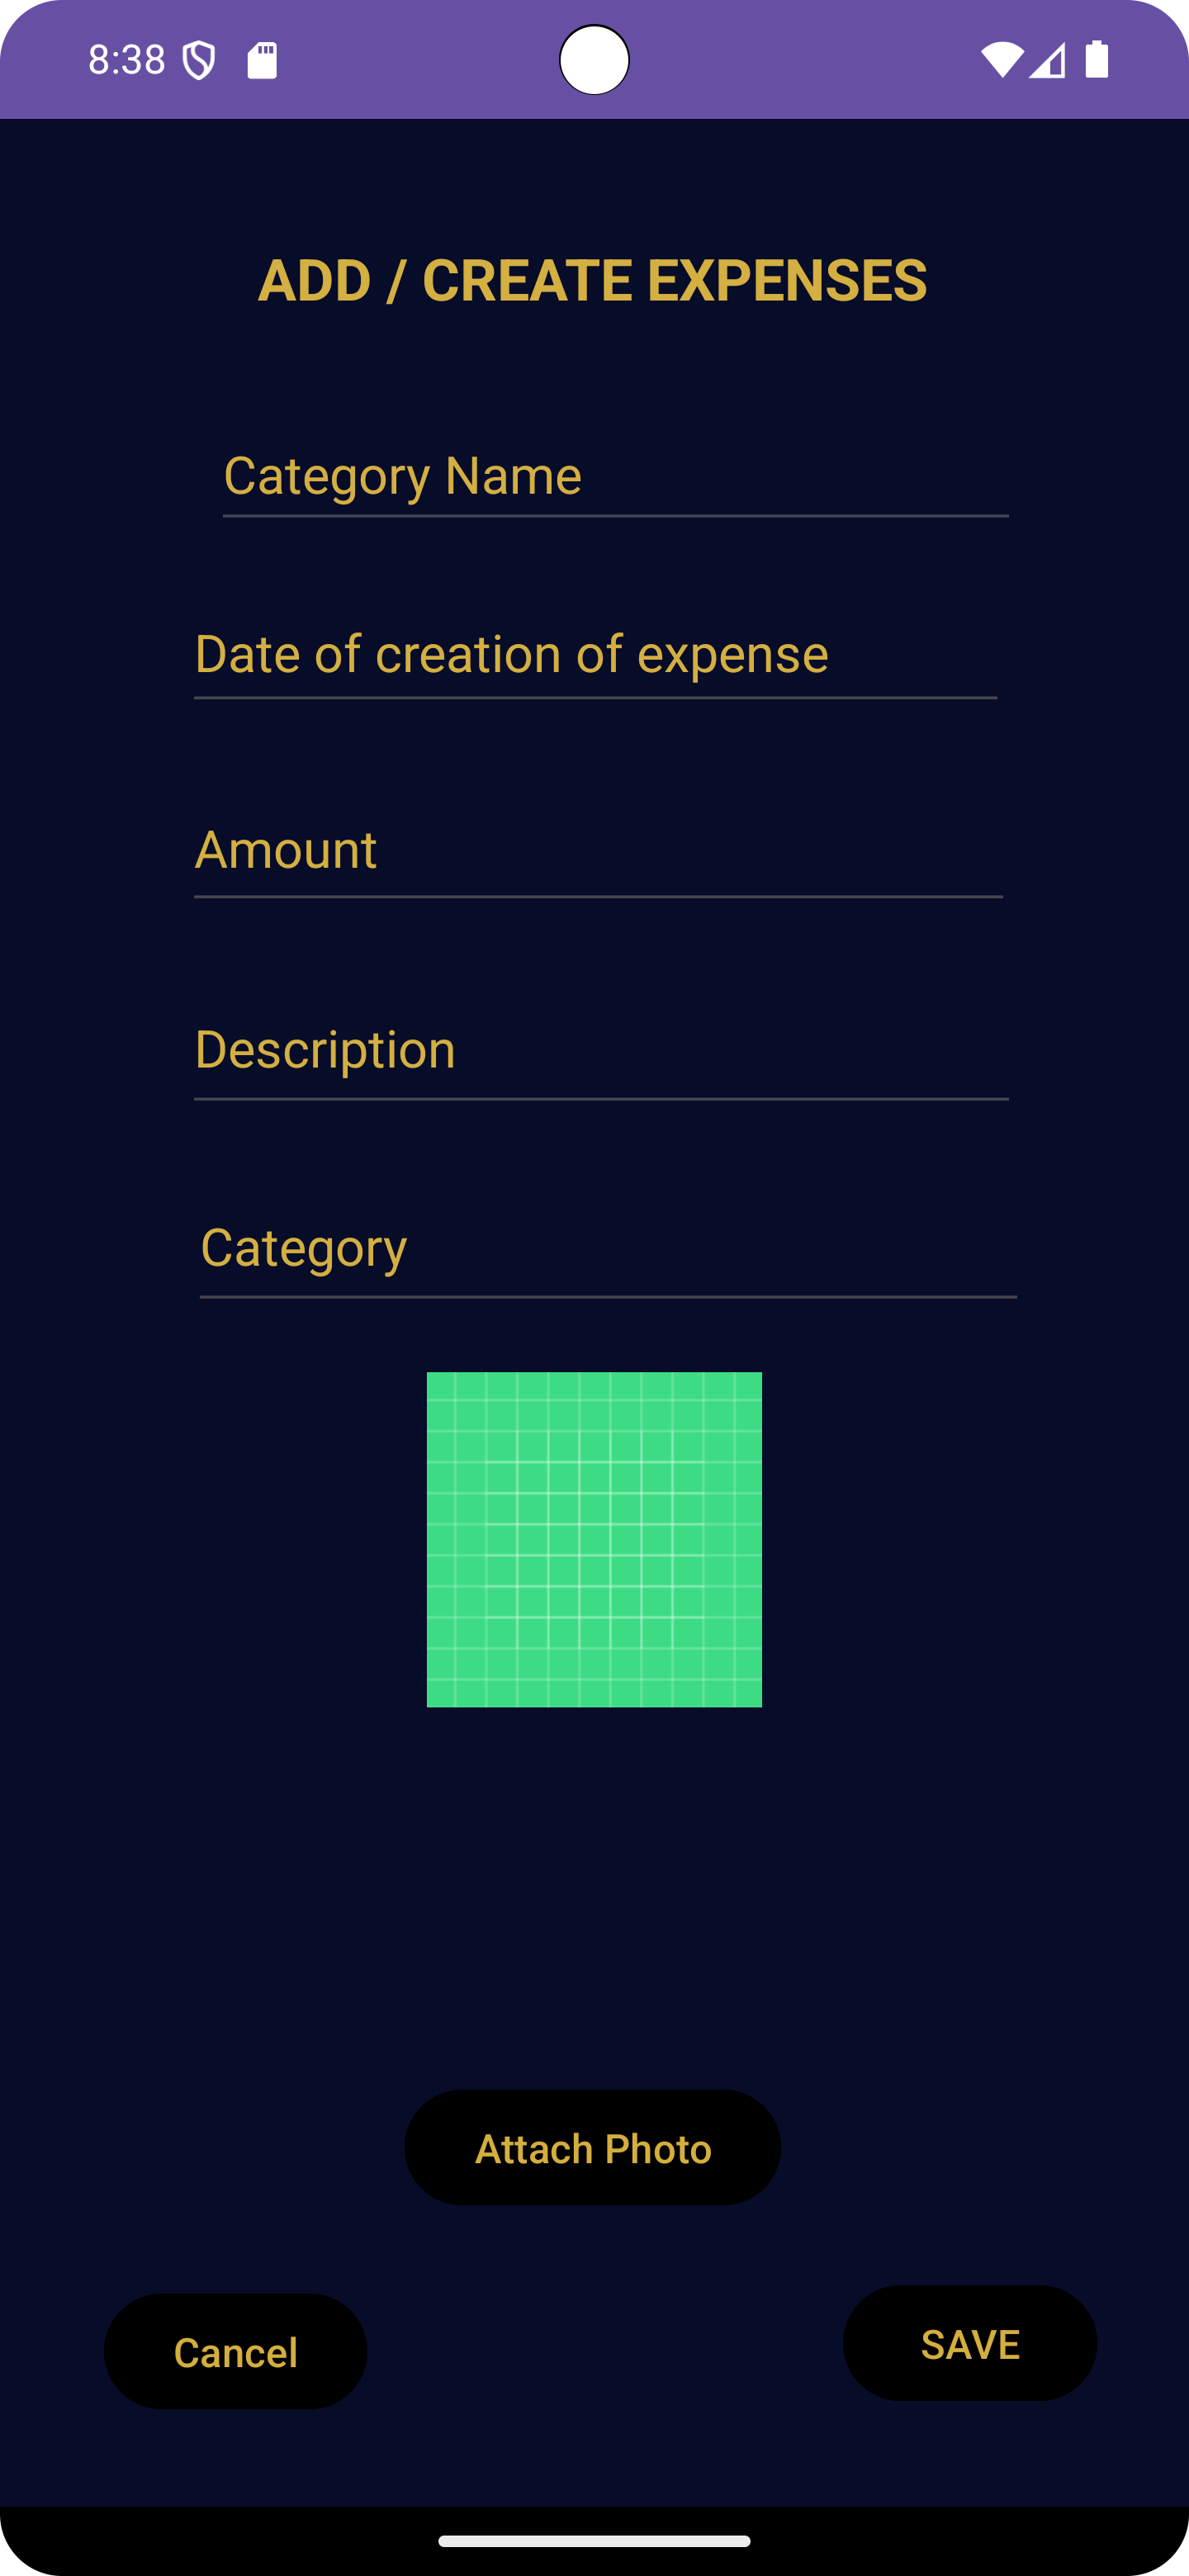 8:38
ADD / CREATE EXPENSES
Category Name
Date of creation of expense
Amount
Description
Category
Attach Photo
Cancel
SAVE